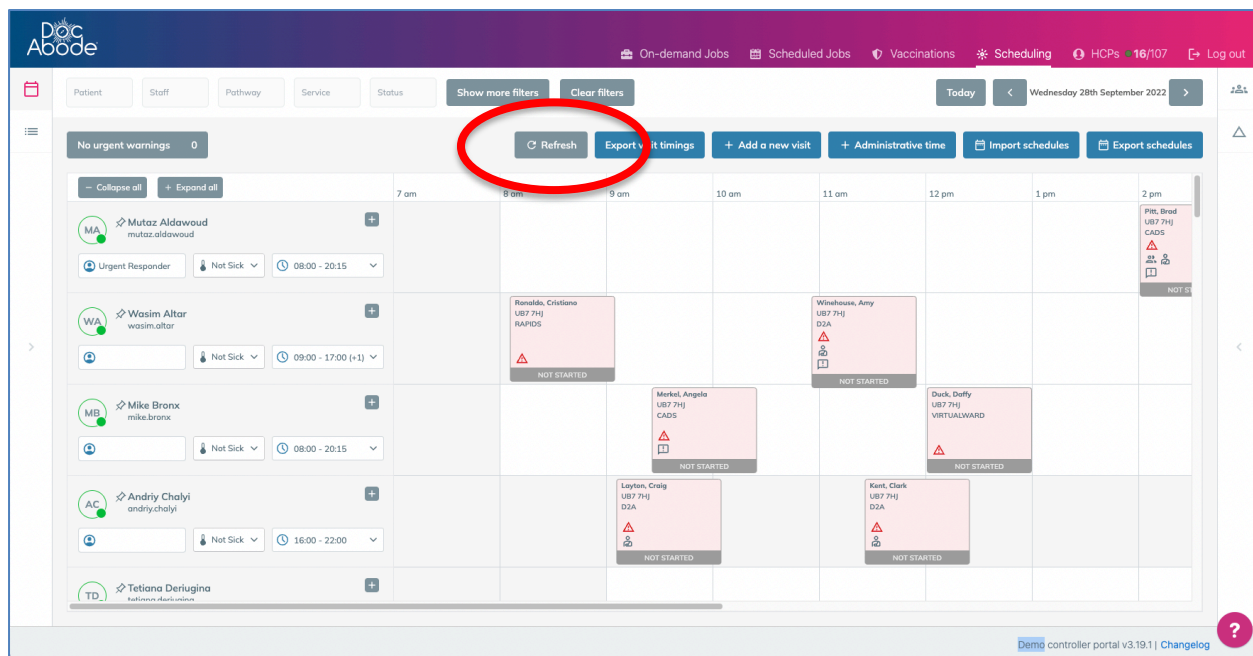 Doc
Abode
On-demand Jobs
Scheduled Jobs
Vaccinations
Scheduling
HCPs 16/107
Log out
Patient
Staff
Pathway
Service
Status
Show more filters
Clear filters
Today
Wednesday 28th September 2022
No urgent warnings 0
Refresh
Export visit timings
+ Add a new visit
+ Administrative time
Import schedules
Export schedules
− Collapse all
+ Expand all
7 am
8 am
9 am
10 am
11 am
12 pm
1 pm
2 pm
MA
Mutaz Aldawoud
mutaz.aldawoud
Urgent Responder
Not Sick
08:00 - 20:15
Pitt, Brad
UB7 7HJ
CADS
NOT ST
WA
Wasim Altar
wasim.altar
Not Sick
09:00 - 17:00 (+1)
Ronaldo, Cristiano
UB7 7HJ
RAPIDS
NOT STARTED
Winehouse, Amy
UB7 7HJ
D2A
NOT STARTED
MB
Mike Bronx
mike.bronx
Not Sick
08:00 - 20:15
Merkel, Angela
UB7 7HJ
CADS
NOT STARTED
Duck, Daffy
UB7 7HJ
VIRTUALWARD
NOT STARTED
AC
Andriy Chalyi
andriy.chalyi
Not Sick
16:00 - 22:00
Layton, Craig
UB7 7HJ
D2A
NOT STARTED
Kent, Clark
UB7 7HJ
D2A
NOT STARTED
TD
Tetiana Deriugina
tetiana.deriugina
Demo controller portal v3.19.1 | Changelog
?